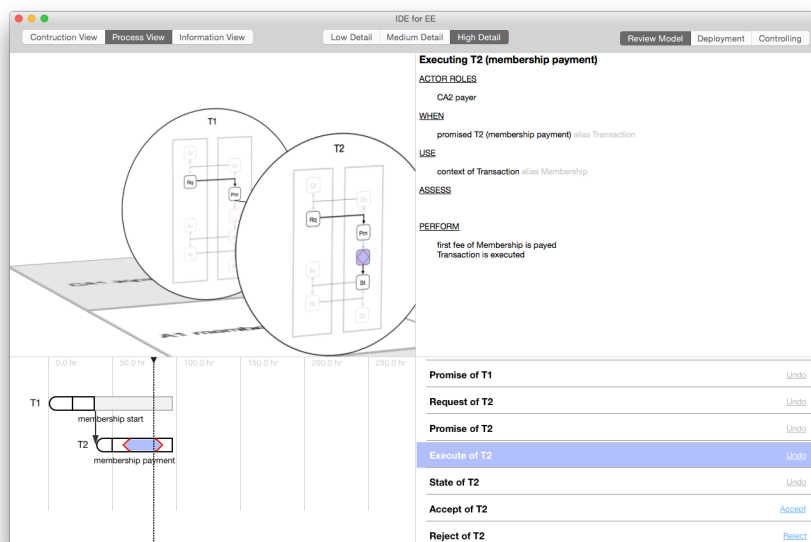 IDE for EE
Contruction View Process View Information View Low Detail Medium Detail High Detail Review Model Deployment Controlling
Executing T2 (membership payment)
ACTOR ROLES
CA2 payer
WHEN
promised T2 (membership payment) alias Transaction
USE
context of Transaction alias Membership
ASSESS
PERFORM
first fee of Membership is payed
Transaction is executed
T1
Rq
Pm
T2
Rq
Pm
St
0.0 hr 50.0 hr 100.0 hr 150.0 hr 200.0 hr 250.0 hr
T1
membership start
T2
membership payment
Promise of T1 Undo
Request of T2 Undo
Promise of T2 Undo
Execute of T2 Undo
State of T2 Undo
Accept of T2 Accept
Reject of T2 Reject